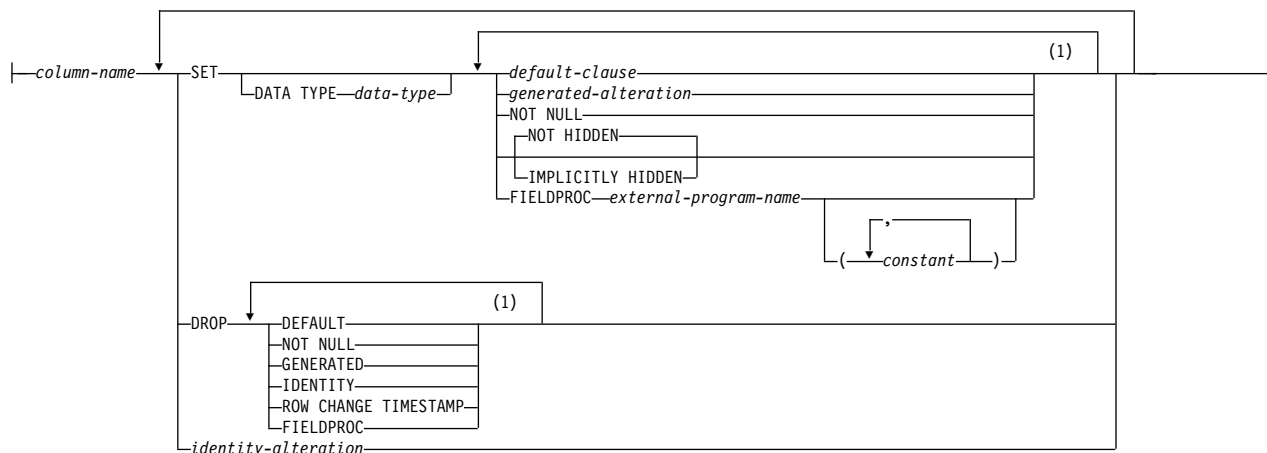 (1)
column-name SET default-clause
DATA TYPE data-type generated-alteration
NOT NULL
NOT HIDDEN
IMPLICITLY HIDDEN
FIELDPROC external-program-name
,
( constant )
(1)
DROP DEFAULT
NOT NULL
GENERATED
IDENTITY
ROW CHANGE TIMESTAMP
FIELDPROC
identity-alteration